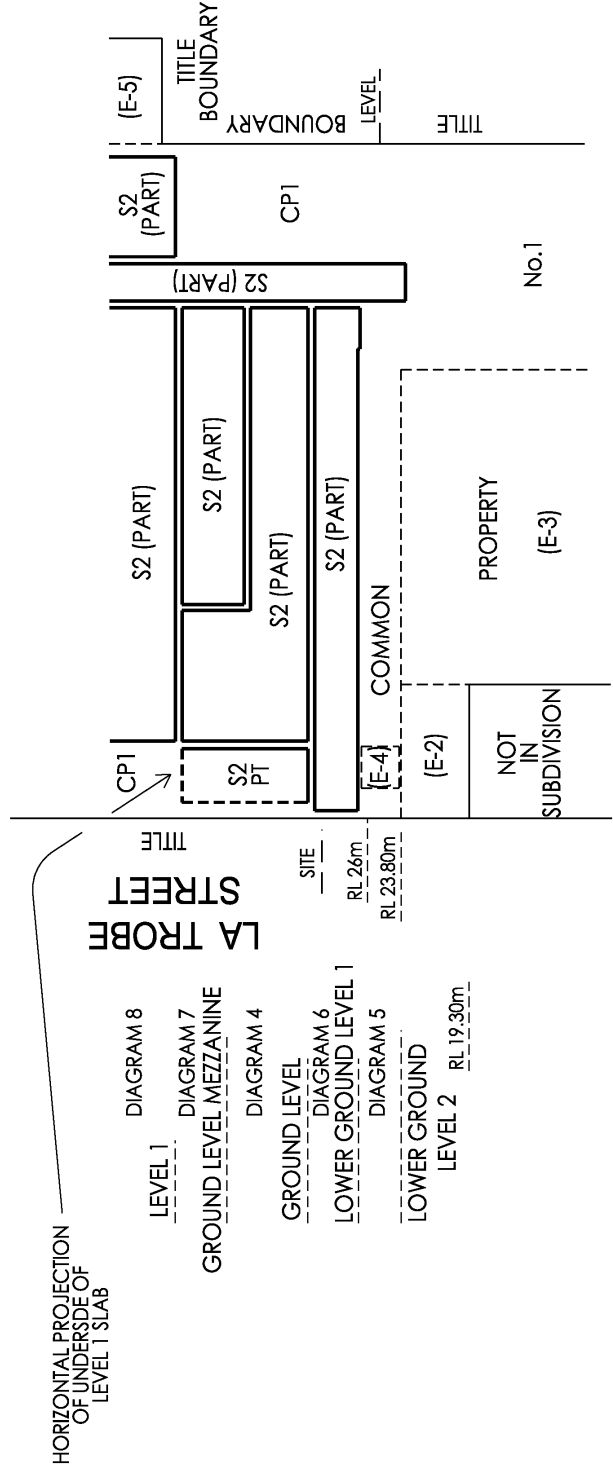 HORIZONTAL PROJECTION
OF UNDERSDE OF
LEVEL 1 SLAB
LEVEL 1
DIAGRAM 8
GROUND LEVEL MEZZANINE
DIAGRAM 7
DIAGRAM 4
GROUND LEVEL
DIAGRAM 6
LOWER GROUND LEVEL 1
DIAGRAM 5
LOWER GROUND
LEVEL 2
RL 19.30m
LA TROBE
STREET
TITLE
SITE
RL 26m
RL 23.80m
CP1
S2
PT
(E-4)
(E-2)
NOT
IN
SUBDIVISION
S2 (PART)
S2 (PART)
S2 (PART)
S2 (PART)
COMMON
PROPERTY
(E-3)
No.1
S2 (PART)
S2
(PART)
CP1
(E-5)
TITLE
BOUNDARY
BOUNDARY
LEVEL
TITLE